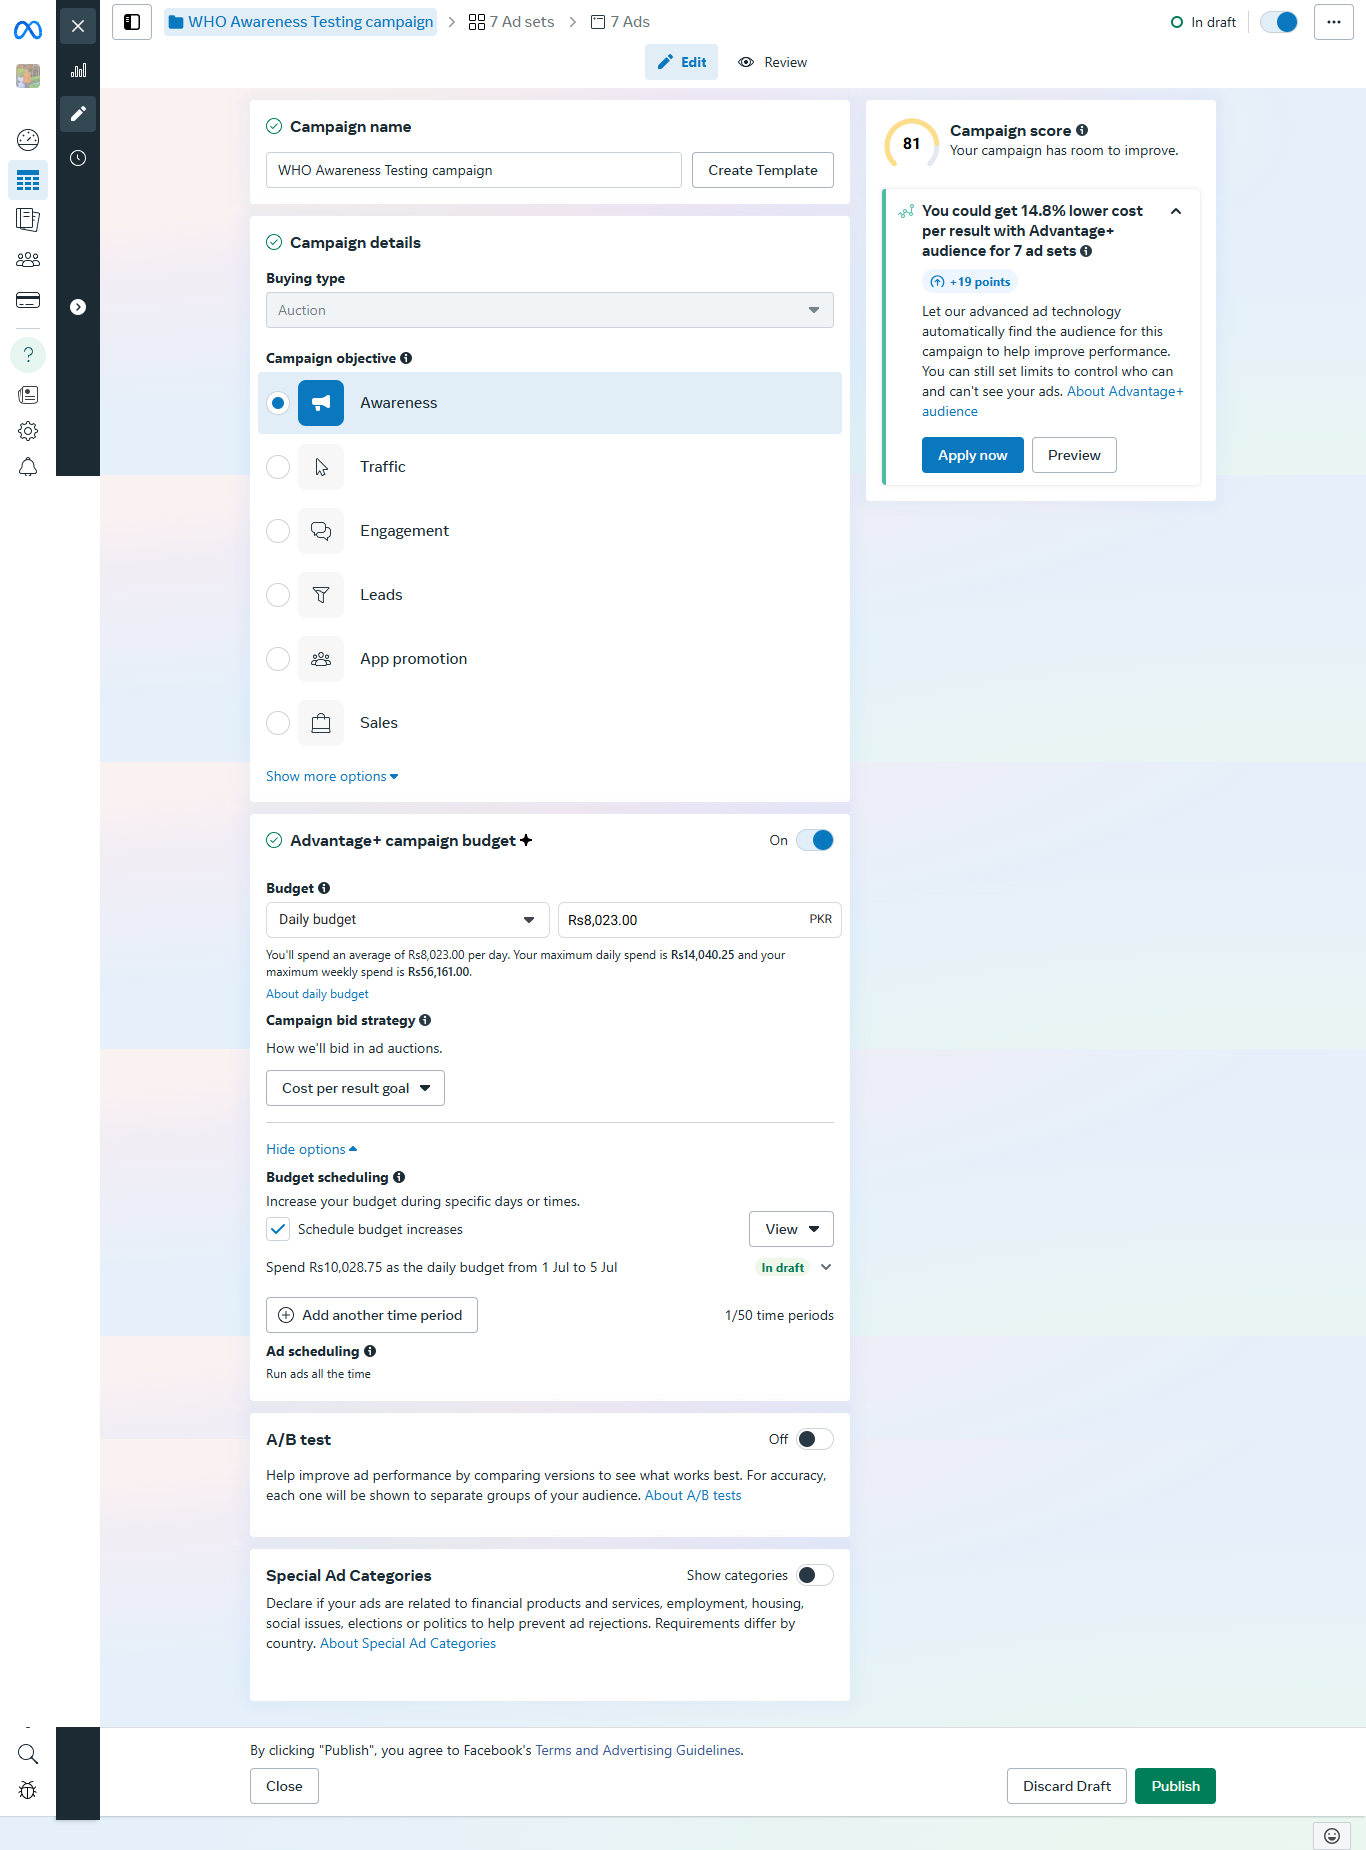 WHO Awareness Testing campaign
7 Ad sets
7 Ads
In draft
Edit
Review
Campaign name
WHO Awareness Testing campaign
Create Template
Campaign details
Buying type
Auction
Campaign objective
Awareness
Traffic
Engagement
Leads
App promotion
Sales
Show more options
Advantage+ campaign budget
On
Budget
Daily budget
Rs8,023.00
PKR
You'll spend an average of Rs8,023.00 per day. Your maximum daily spend is Rs14,040.25 and your
maximum weekly spend is Rs56,161.00.
About daily budget
Campaign bid strategy
How we'll bid in ad auctions.
Cost per result goal
Hide options
Budget scheduling
Increase your budget during specific days or times.
Schedule budget increases
View
Spend Rs10,028.75 as the daily budget from 1 Jul to 5 Jul
In draft
Add another time period
1/50 time periods
Ad scheduling
Run ads all the time
A/B test
Off
Help improve ad performance by comparing versions to see what works best. For accuracy,
each one will be shown to separate groups of your audience. About A/B tests
Special Ad Categories
Show categories
Declare if your ads are related to financial products and services, employment, housing,
social issues, elections or politics to help prevent ad rejections. Requirements differ by
country. About Special Ad Categories
81
Campaign score
Your campaign has room to improve.
You could get 14.8% lower cost
per result with Advantage+
audience for 7 ad sets
+19 points
Let our advanced ad technology
automatically find the audience for this
campaign to help improve performance.
You can still set limits to control who can
and can't see your ads. About Advantage+
audience
Apply now
Preview
By clicking "Publish", you agree to Facebook's Terms and Advertising Guidelines.
Close
Discard Draft
Publish